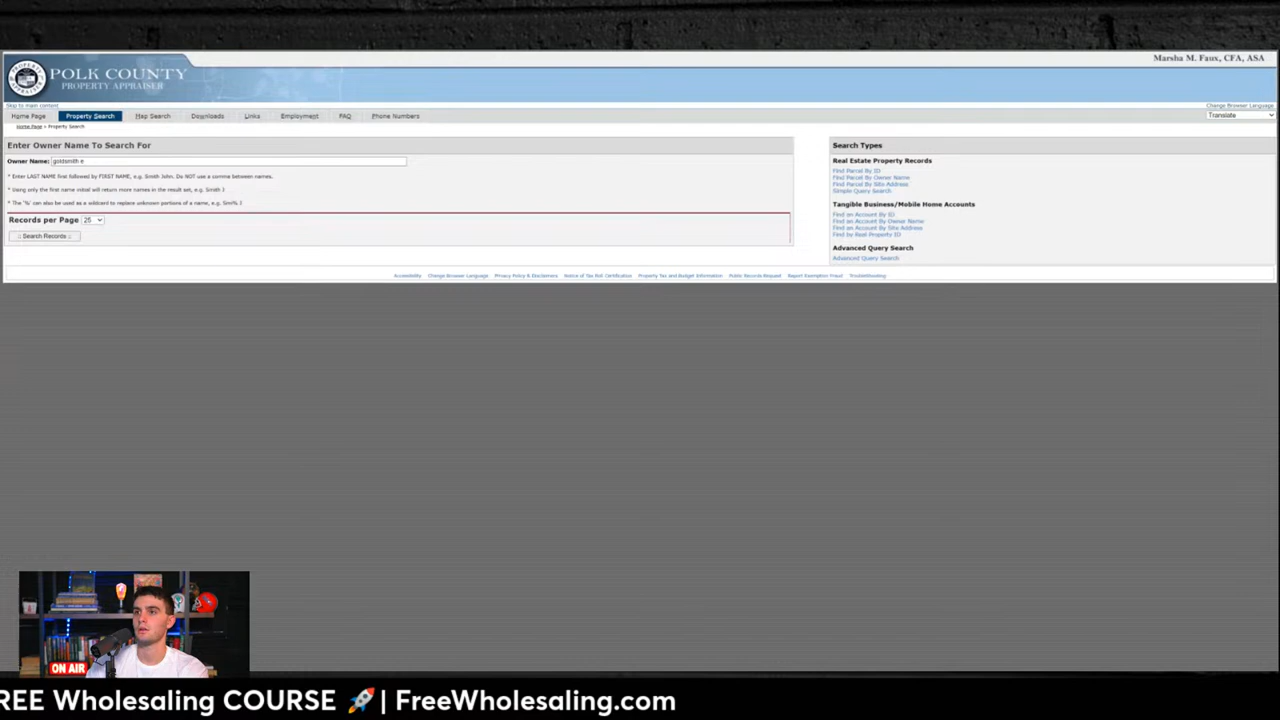 Marsha M. Faux, CFA, ASA
POLK COUNTY
PROPERTY APPRAISER
Skip to main content
Change Browser Language
Home Page
Property Search
Map Search
Downloads
Links
Employment
FAQ
Phone Numbers
Translate
Home Page » Property Search
Enter Owner Name To Search For
Owner Name: goldsmith e
* Enter LAST NAME first followed by FIRST NAME, e.g. Smith John. Do NOT use a comma between names.
* Using only the first name initial will return more names in the result set, e.g. Smith J
* The '%' can also be used as a wildcard to replace unknown portions of a name, e.g. Smi% J
Records per Page 25
:: Search Records ::
Search Types
Real Estate Property Records
Find Parcel By ID
Find Parcel By Owner Name
Find Parcel By Site Address
Simple Query Search
Tangible Business/Mobile Home Accounts
Find an Account By ID
Find an Account By Owner Name
Find an Account By Site Address
Find by Real Property ID
Advanced Query Search
Advanced Query Search
Accessibility
Change Browser Language
Privacy Policy & Disclaimers
Notice of Tax Roll Certification
Property Tax and Budget Information
Public Records Request
Report Exemption Fraud
Troubleshooting
ON AIR
REE Wholesaling COURSE 🚀| FreeWholesaling.com